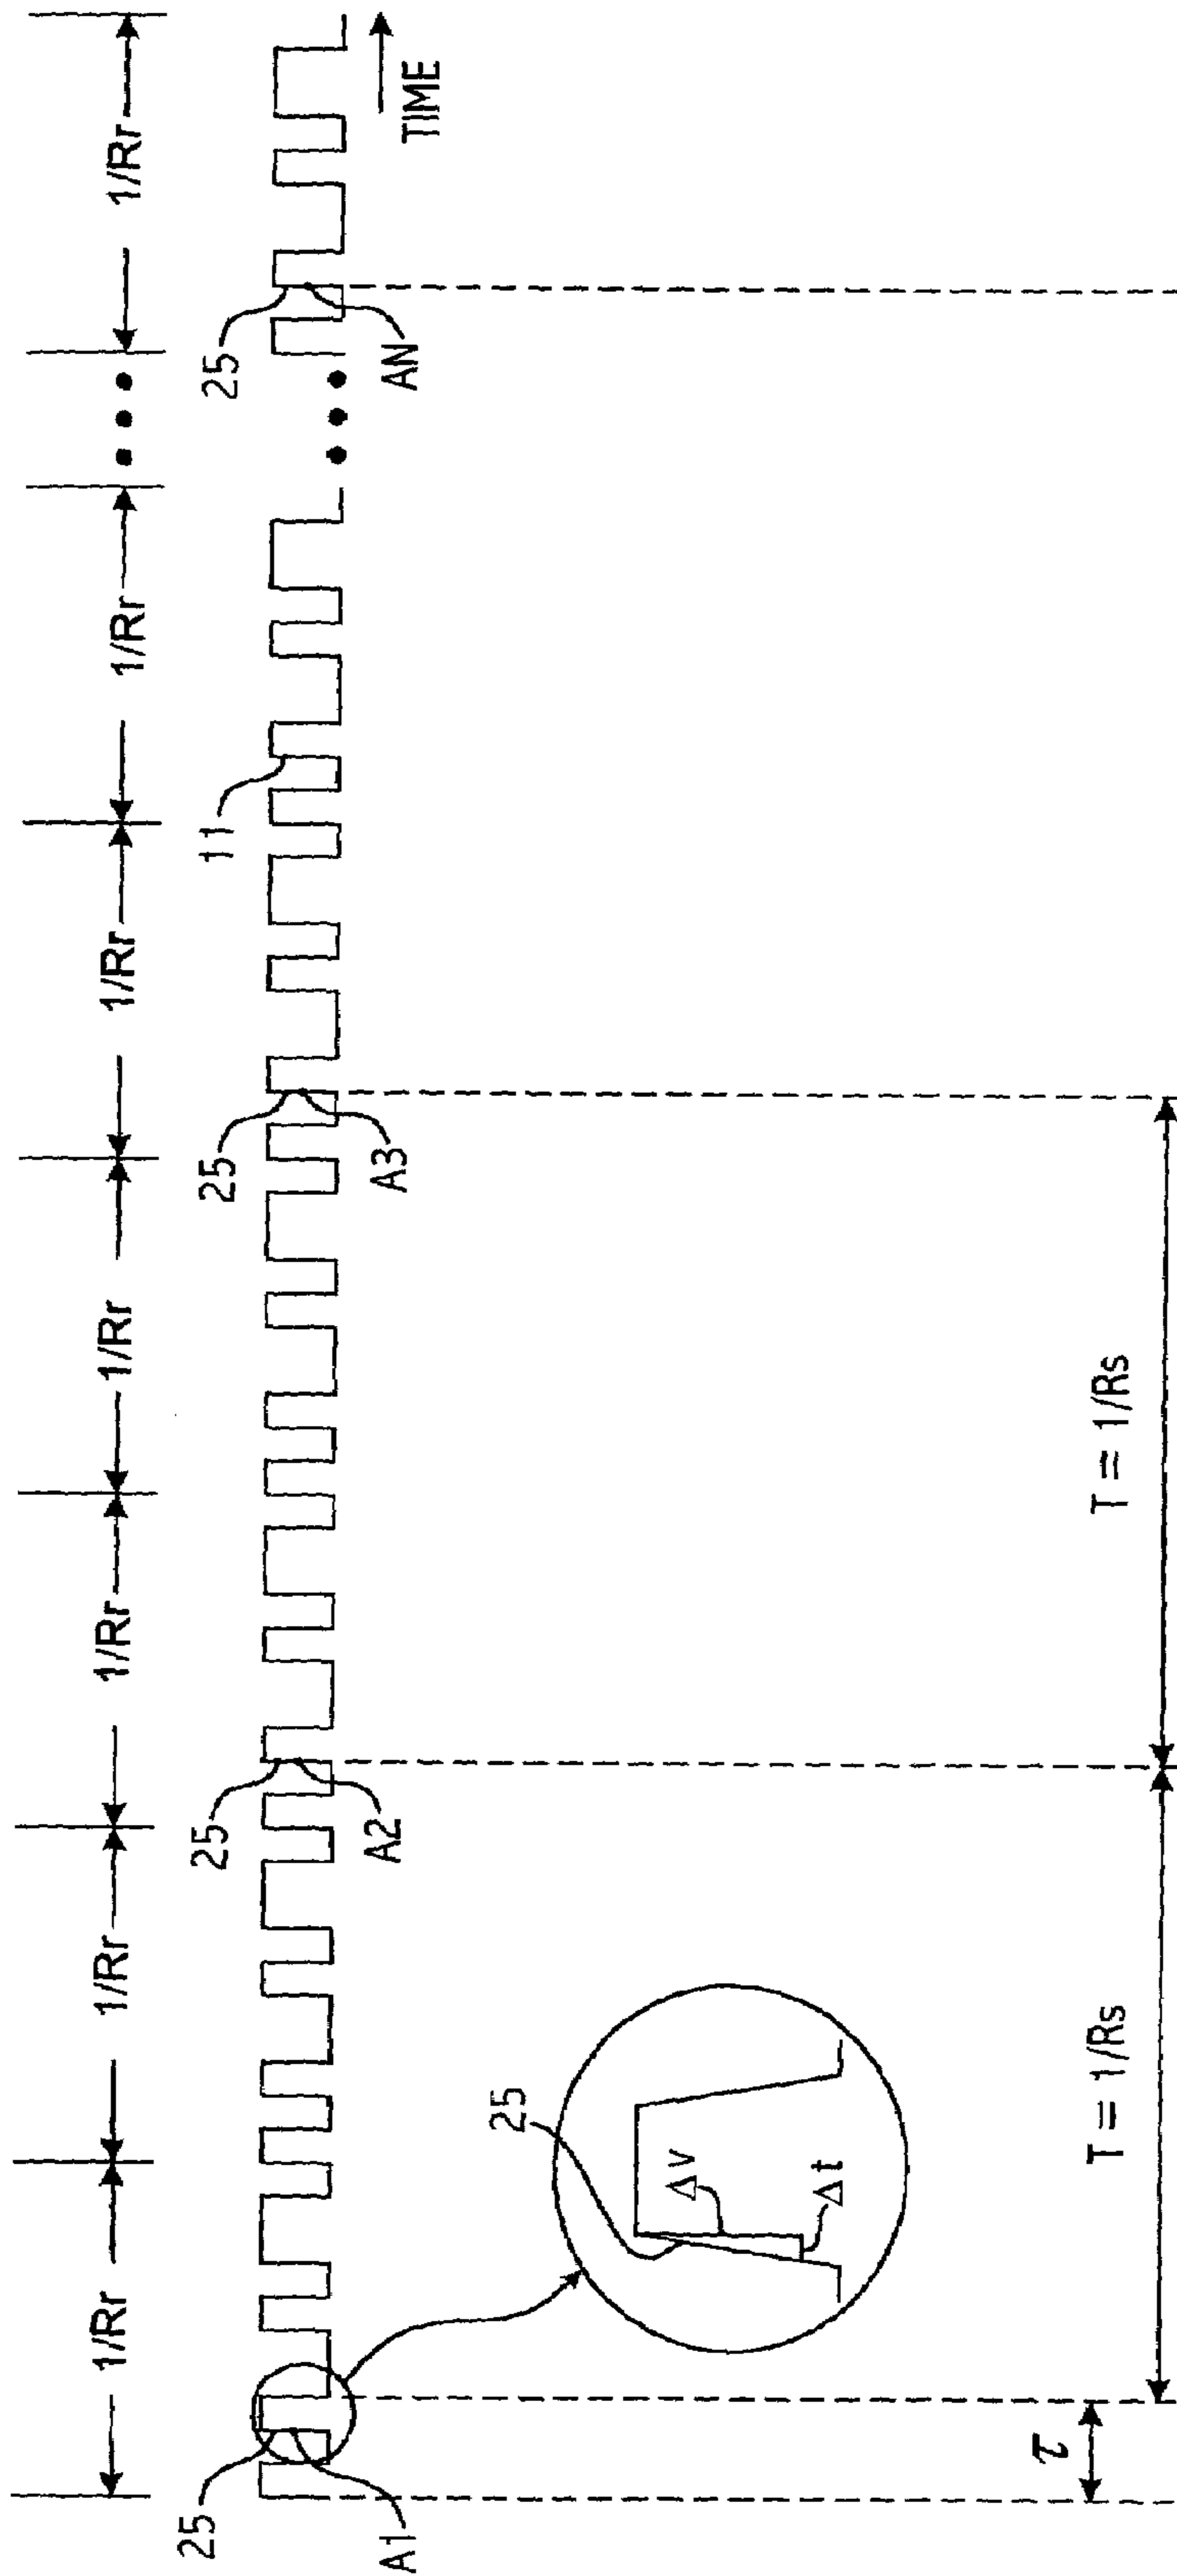 1/Rr 1/Rr 1/Rr 1/Rr 1/Rr 1/Rr 1/Rr
25 25 25 11 25
A1 A2 A3 AN
TIME
25
ΔV
Δt
τ T = 1/Rs T = 1/Rs